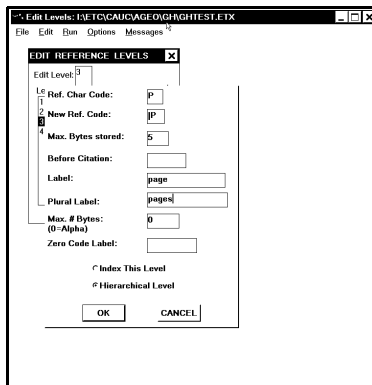 Edit Levels: I:\ETC\CAUC\AGEO\GH\GHTEST.ETX
File Edit Run Options Messages
EDIT REFERENCE LEVELS X
Edit Level: 3
Le
1
2
3
4
Ref. Char Code: P
New Ref. Code: |P
Max. Bytes stored: 5
Before Citation:
Label: page
Plural Label: pages
Max. # Bytes: 0
(0=Alpha)
Zero Code Label:
Index This Level
Hierarchical Level
OK CANCEL